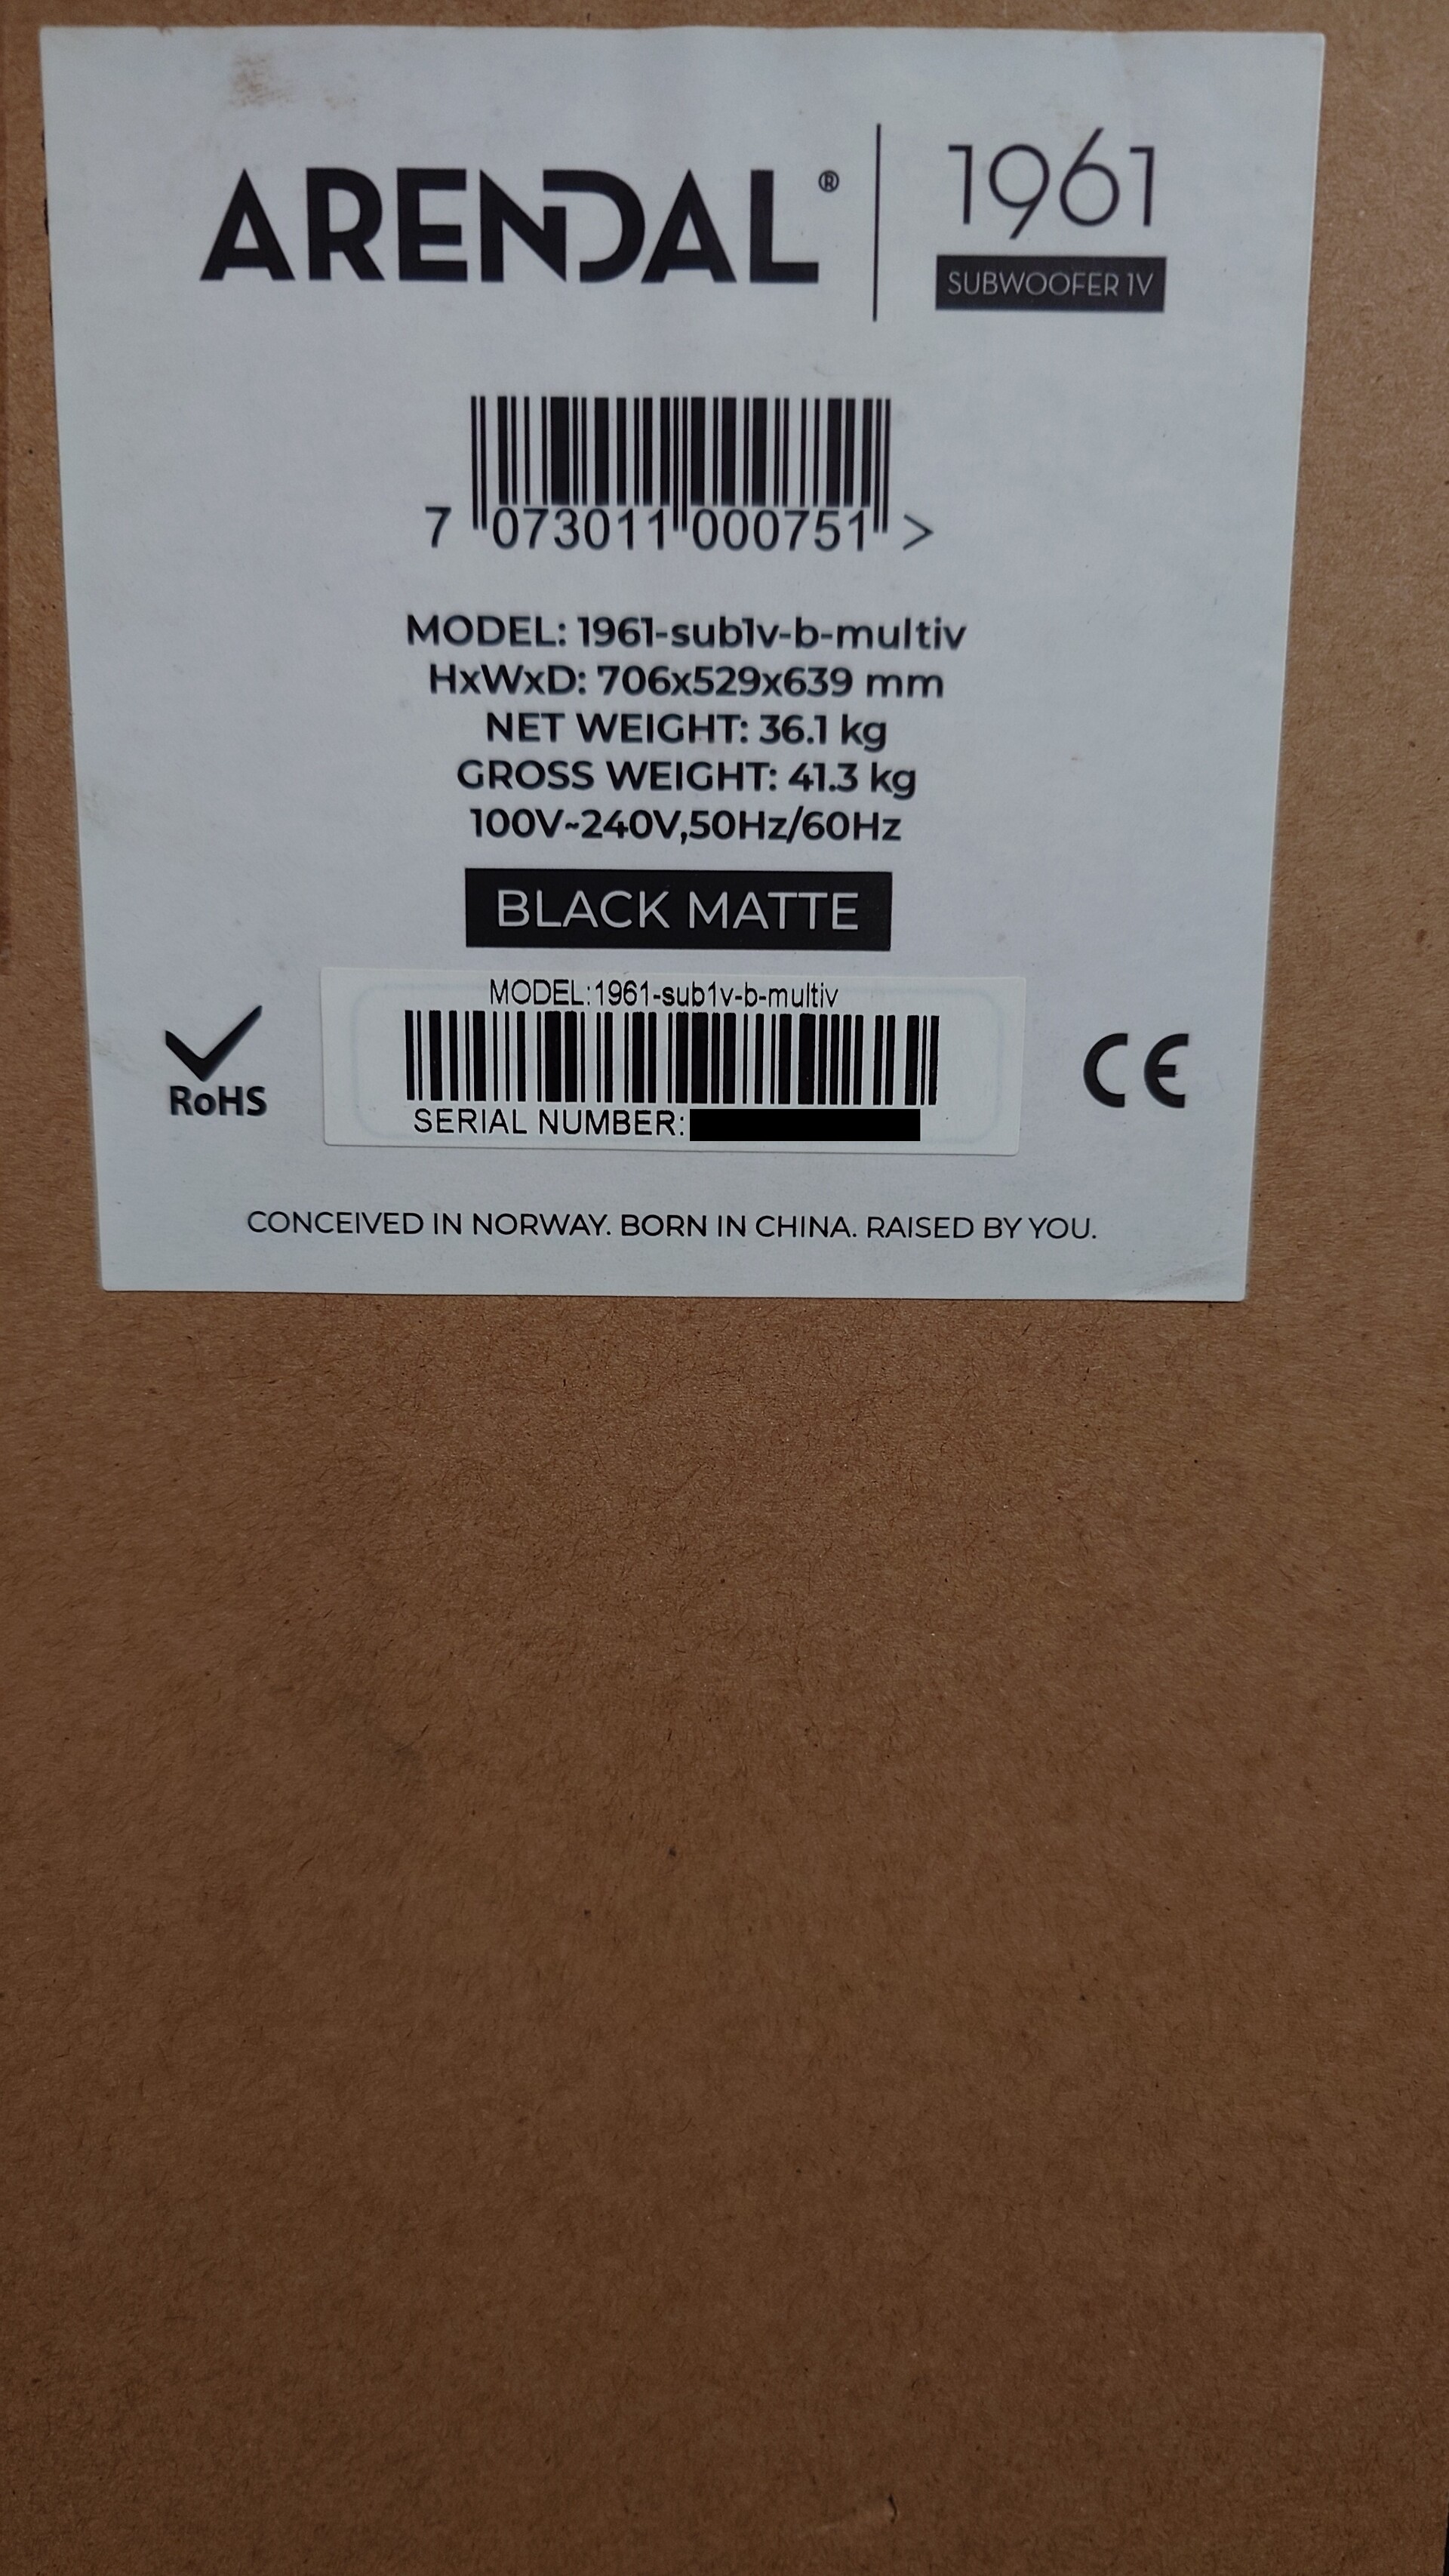 ARENDAL®
1961
SUBWOOFER 1V
7 073011 000751 >
MODEL: 1961-sub1v-b-multiv
HxWxD: 706x529x639 mm
NET WEIGHT: 36.1 kg
GROSS WEIGHT: 41.3 kg
100V~240V,50Hz/60Hz
BLACK MATTE
MODEL:1961-sub1v-b-multiv
SERIAL NUMBER:
RoHS
CE
CONCEIVED IN NORWAY. BORN IN CHINA. RAISED BY YOU.